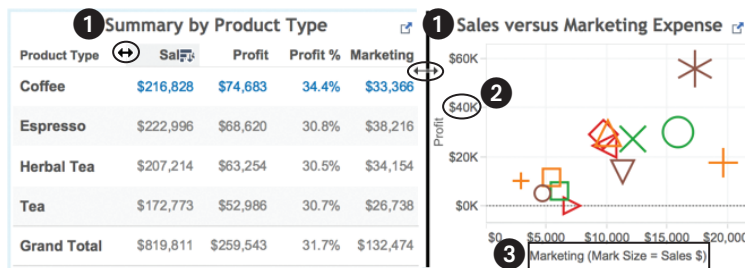 1 Summary by Product Type
Product Type Sal Profit Profit % Marketing
Coffee $216,828 $74,683 34.4% $33,366
Espresso $222,996 $68,620 30.8% $38,216
Herbal Tea $207,214 $63,254 30.5% $34,154
Tea $172,773 $52,986 30.7% $26,738
Grand Total $819,811 $259,543 31.7% $132,474
1 Sales versus Marketing Expense
$60K
$40K 2
Profit
$20K
$0K
$0 $5,000 $10,000 $15,000 $20,000
3 Marketing (Mark Size = Sales $)